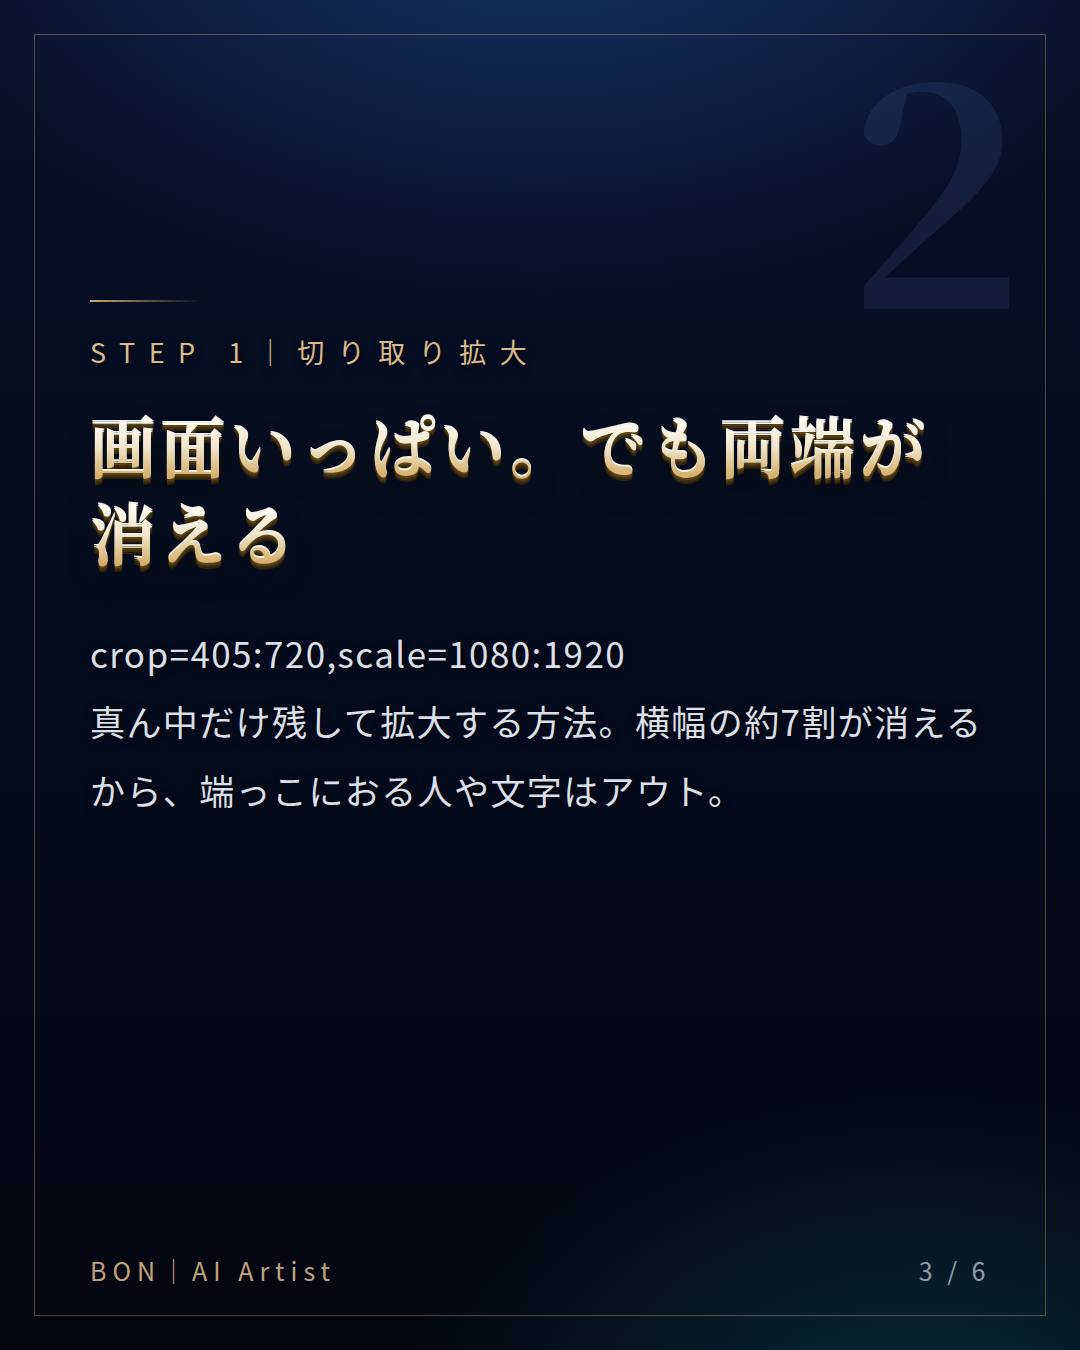 2
STEP 1｜切り取り拡大
画面いっぱい。でも両端が
消える
crop=405:720,scale=1080:1920
真ん中だけ残して拡大する方法。横幅の約7割が消える
から、端っこにおる人や文字はアウト。
BON｜AI Artist
3 / 6